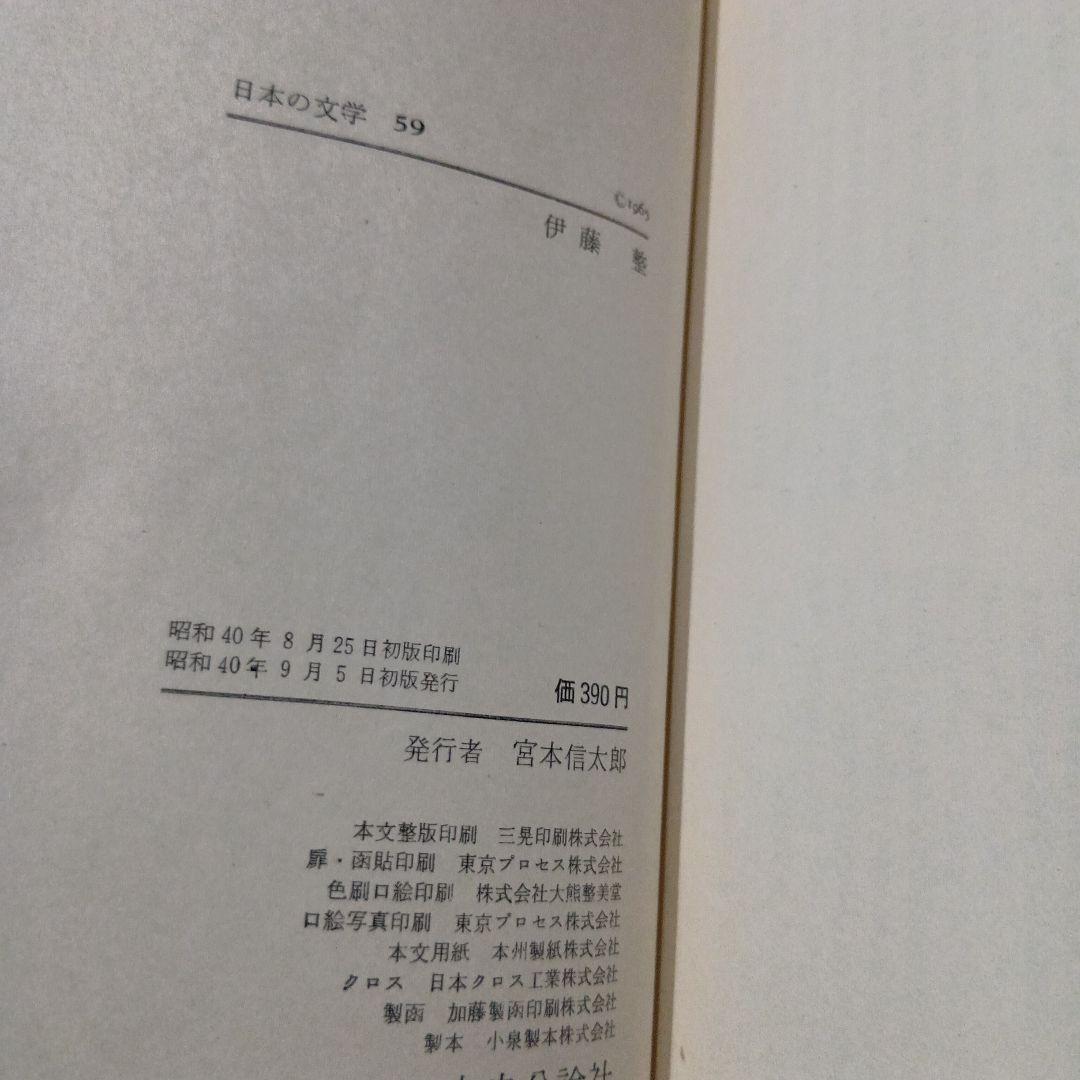 日本の文学 59
©1965
伊藤 整
昭和40年8月25日初版印刷
昭和40年9月5日初版発行
価390円
発行者 宮本信太郎
本文整版印刷 三晃印刷株式会社
扉・函貼印刷 東京プロセス株式会社
色刷口絵印刷 株式会社大熊整美堂
口絵写真印刷 東京プロセス株式会社
本文用紙 本州製紙株式会社
クロス 日本クロス工業株式会社
製函 加藤製函印刷株式会社
製本 小泉製本株式会社
中央公論社